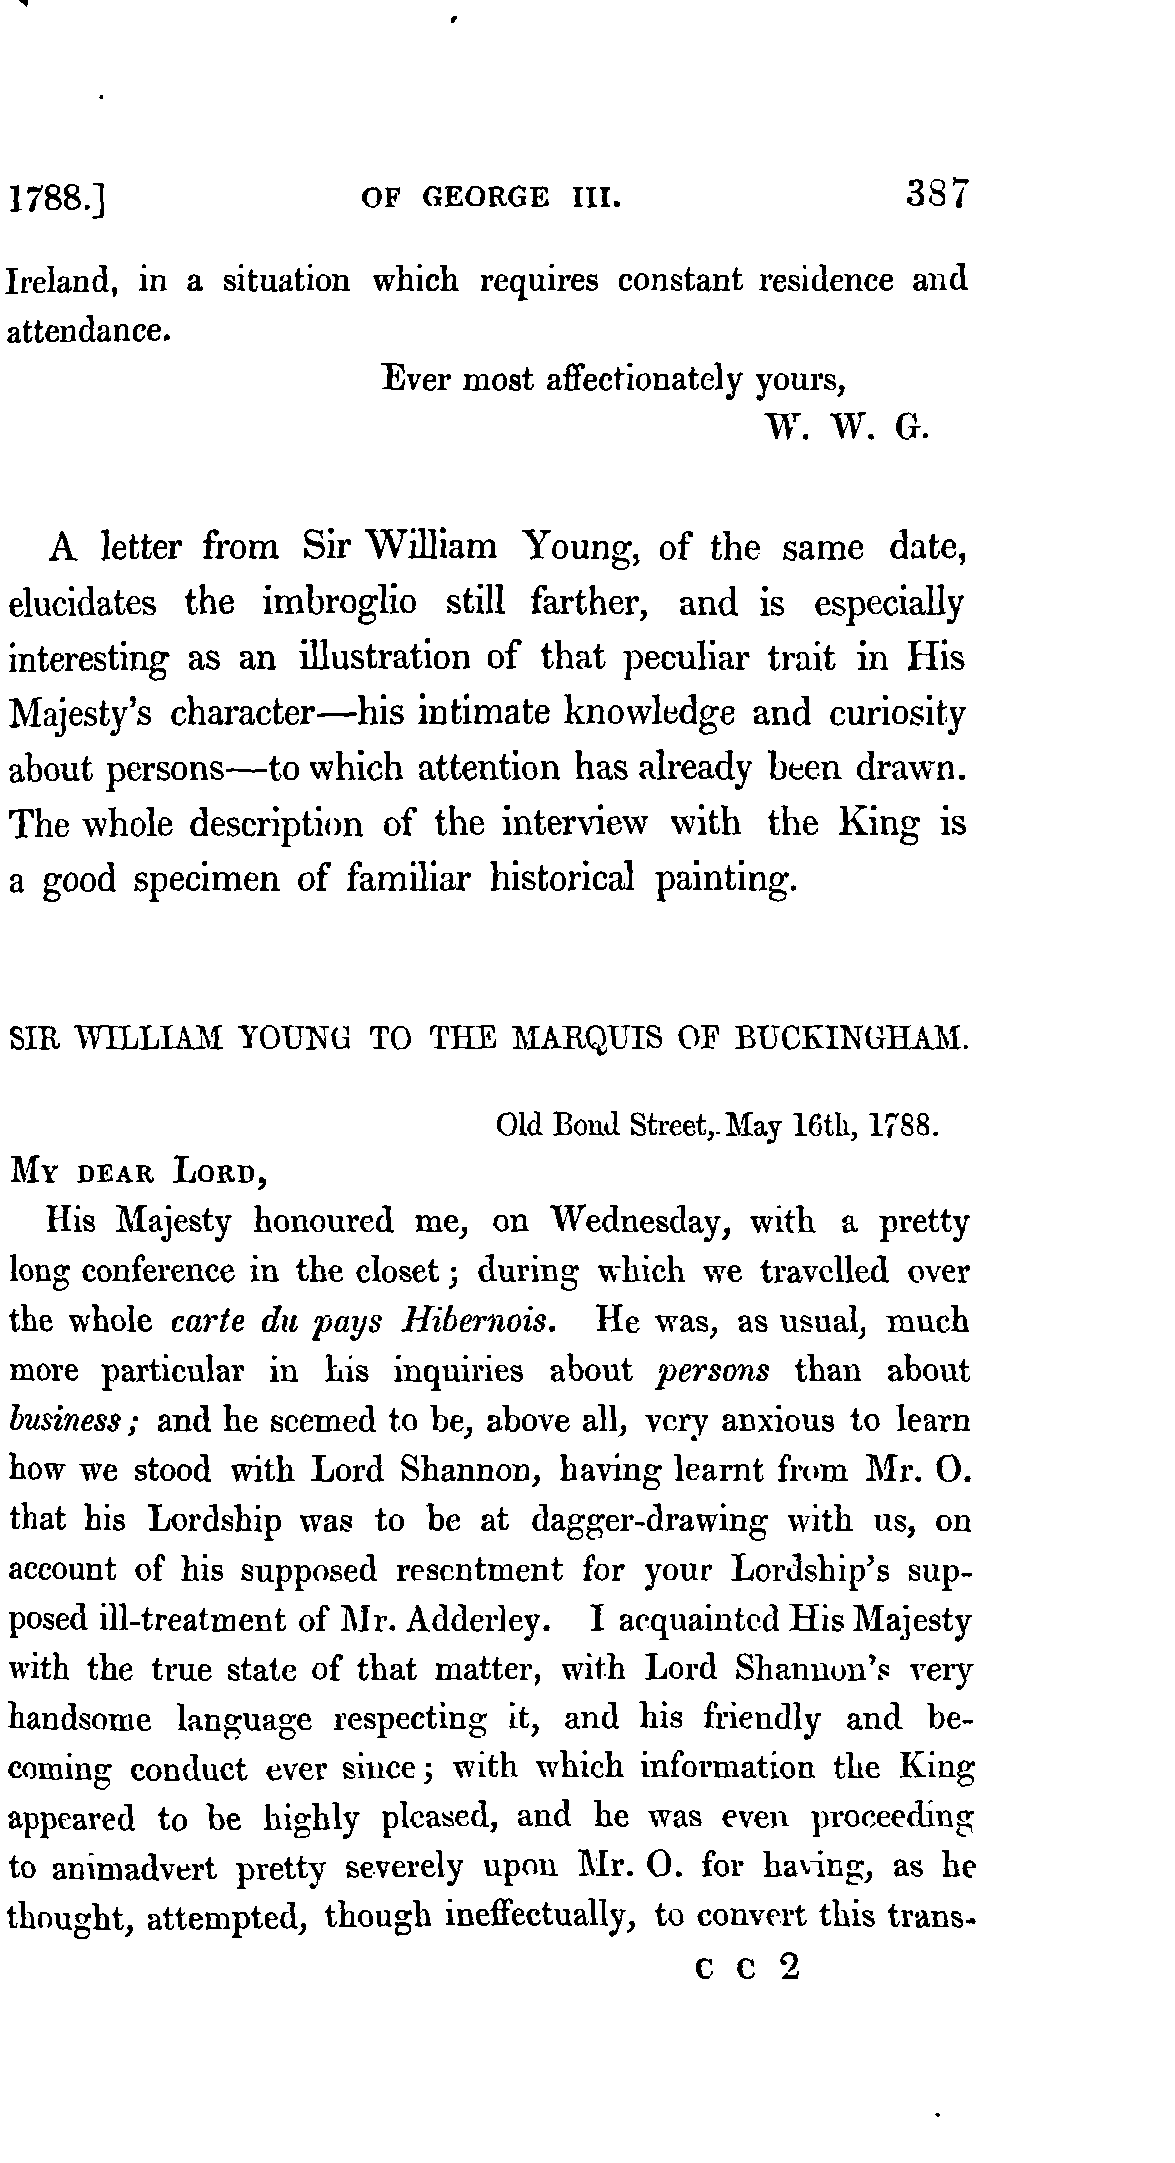 1788.] OF GEORGE III. 387
Ireland, in a situation which requires constant residence and
attendance.
Ever most affectionately yours,
W. W. G.
A letter from Sir William Young, of the same date,
elucidates the imbroglio still farther, and is especially
interesting as an illustration of that peculiar trait in His
Majesty's character—his intimate knowledge and curiosity
about persons—to which attention has already been drawn.
The whole description of the interview with the King is
a good specimen of familiar historical painting.
SIR WILLIAM YOUNG TO THE MARQUIS OF BUCKINGHAM.
Old Bond Street, May 16th, 1788.
MY DEAR LORD,
His Majesty honoured me, on Wednesday, with a pretty
long conference in the closet; during which we travelled over
the whole carte du pays Hibernois. He was, as usual, much
more particular in his inquiries about persons than about
business; and he seemed to be, above all, very anxious to learn
how we stood with Lord Shannon, having learnt from Mr. O.
that his Lordship was to be at dagger-drawing with us, on
account of his supposed resentment for your Lordship's sup-
posed ill-treatment of Mr. Adderley. I acquainted His Majesty
with the true state of that matter, with Lord Shannon's very
handsome language respecting it, and his friendly and be-
coming conduct ever since; with which information the King
appeared to be highly pleased, and he was even proceeding
to animadvert pretty severely upon Mr. O. for having, as he
thought, attempted, though ineffectually, to convert this trans-
C C 2